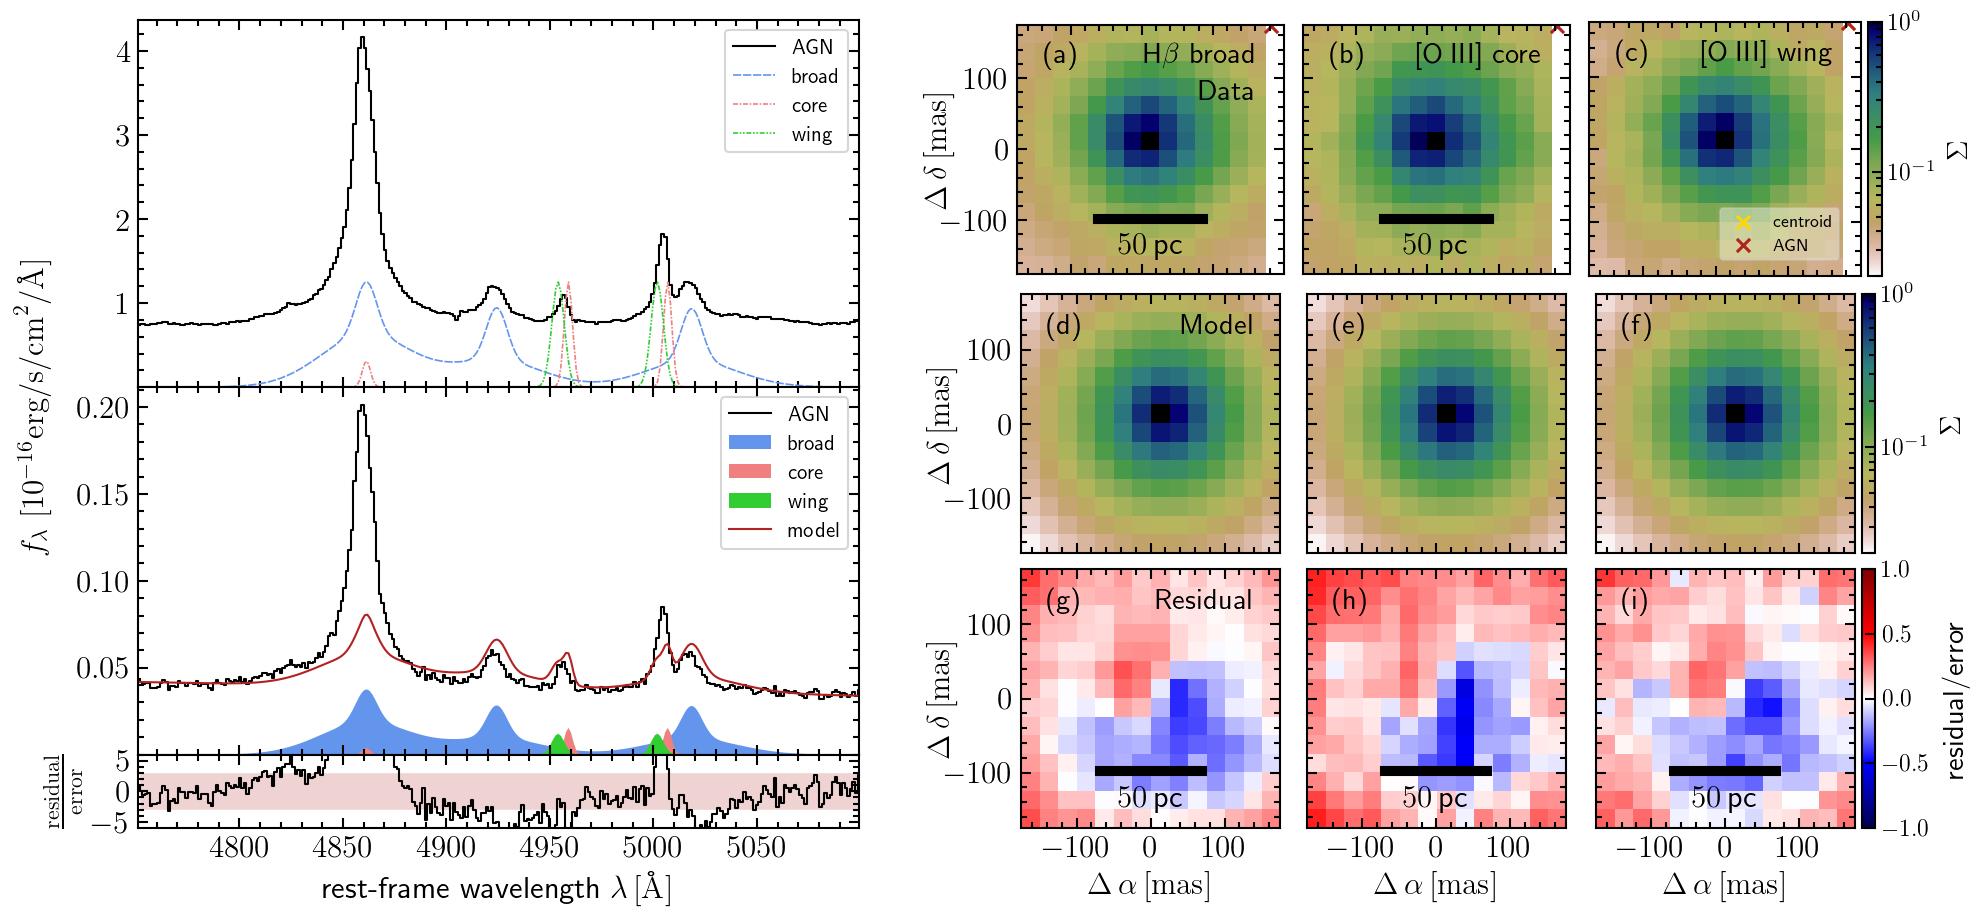 AGN
broad
core
wing
4
3
2
1
AGN
broad
core
wing
model
0.20
0.15
0.10
0.05
5
0
−5
residual
error
f_λ [10^{−16} erg/s/cm²/Å]
4800 4850 4900 4950 5000 5050
rest-frame wavelength λ [Å]
(a) Hβ broad
Data
50 pc
(b) [O III] core
50 pc
(c) [O III] wing
centroid
AGN
100
0
−100
Δ δ [mas]
10^0
10^{−1}
Σ
(d) Model
(e)
(f)
100
0
−100
Δ δ [mas]
10^0
10^{−1}
Σ
(g) Residual
50 pc
(h)
50 pc
(i)
50 pc
100
0
−100
Δ δ [mas]
1.0
0.5
0.0
−0.5
−1.0
residual/error
−100 0 100
−100 0 100
−100 0 100
Δ α [mas]
Δ α [mas]
Δ α [mas]